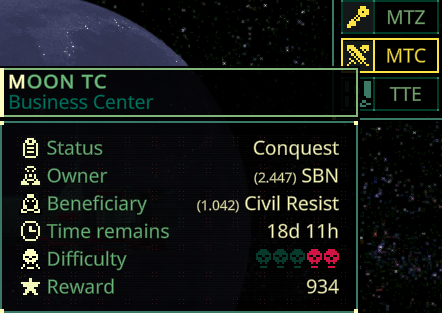 MTZ
MTC
TTE
MOON TC
Business Center
Status Conquest
Owner (2.447) SBN
Beneficiary (1.042) Civil Resist
Time remains 18d 11h
Difficulty
Reward 934